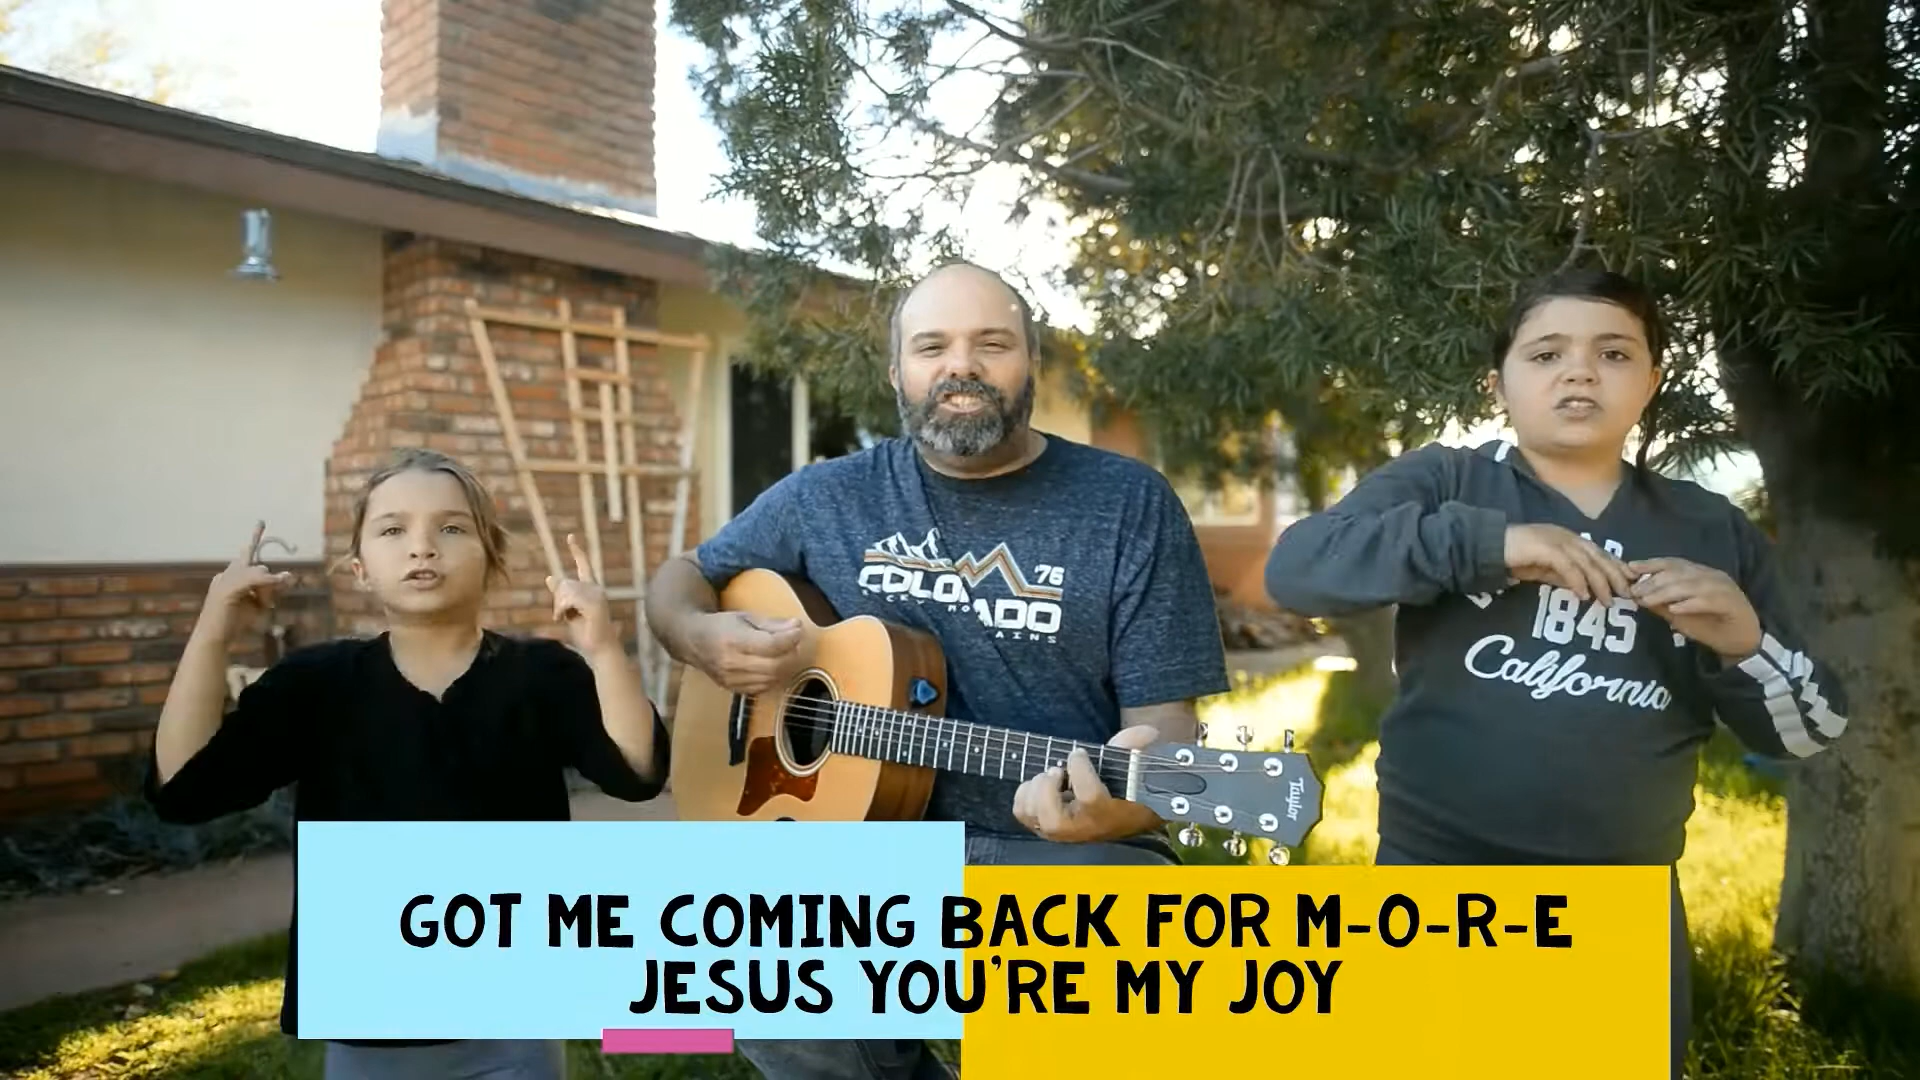 '76
COLORADO
1845
California
Taylor
GOT ME COMING BACK FOR M-O-R-E
JESUS YOU'RE MY JOY